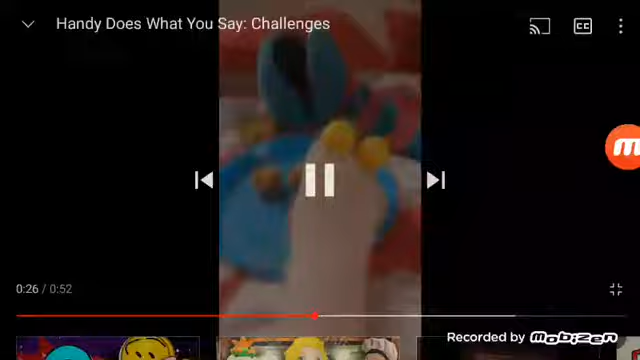 Handy Does What You Say: Challenges
CC
m
0:26 / 0:52
Recorded by mobizen